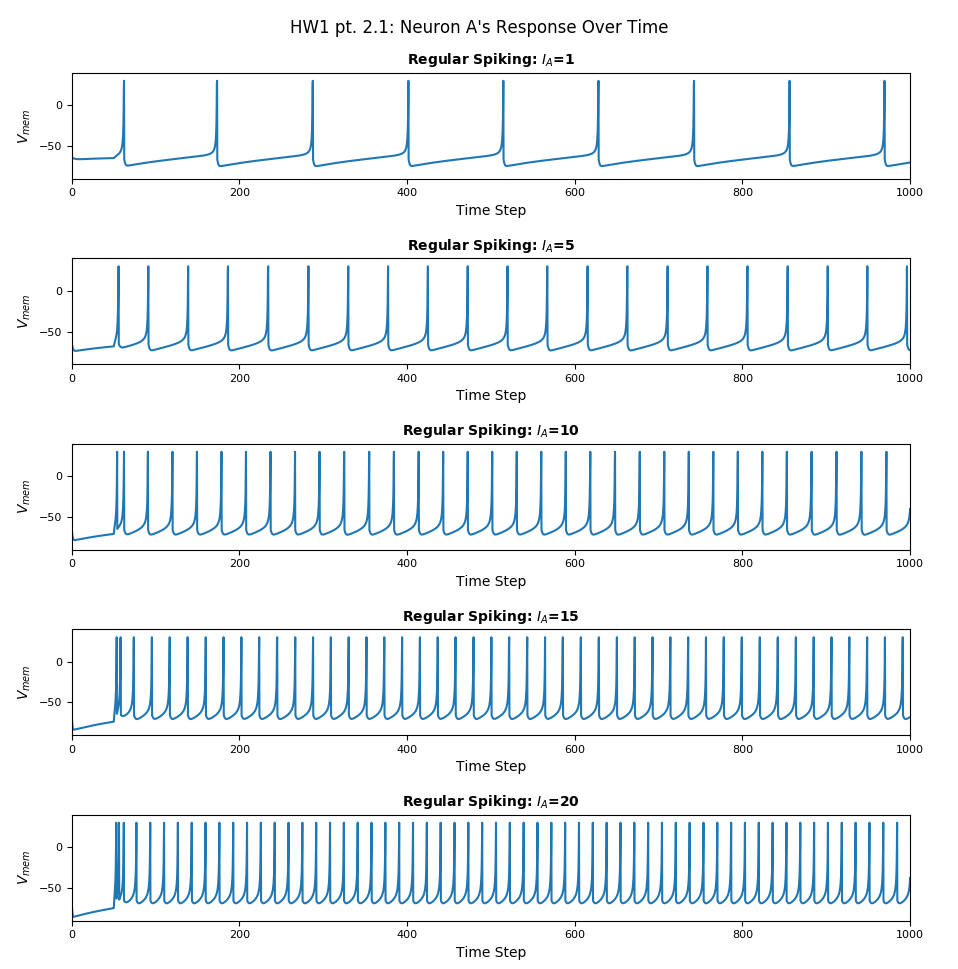 HW1 pt. 2.1: Neuron A's Response Over Time
Regular Spiking: I_A=1
V_mem
0
−50
0 200 400 600 800 1000
Time Step
Regular Spiking: I_A=5
V_mem
0
−50
0 200 400 600 800 1000
Time Step
Regular Spiking: I_A=10
V_mem
0
−50
0 200 400 600 800 1000
Time Step
Regular Spiking: I_A=15
V_mem
0
−50
0 200 400 600 800 1000
Time Step
Regular Spiking: I_A=20
V_mem
0
−50
0 200 400 600 800 1000
Time Step